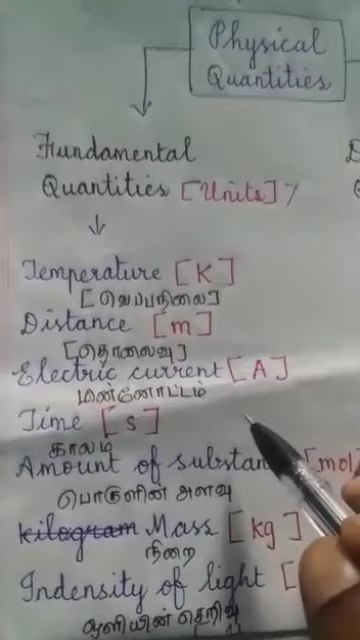 Physical
Quantities
Fundamental
Quantities [Units]
Temperature [K]
[வெப்பநிலை]
Distance [m]
[தொலைவு]
Electric current [A]
மின்னோட்டம்
Time [s]
காலம்
Amount of substan [mol
பொருளின் அளவு
kilogram Mass [kg]
நிறை
Indensity of light [
ஒளியின் செறிவு